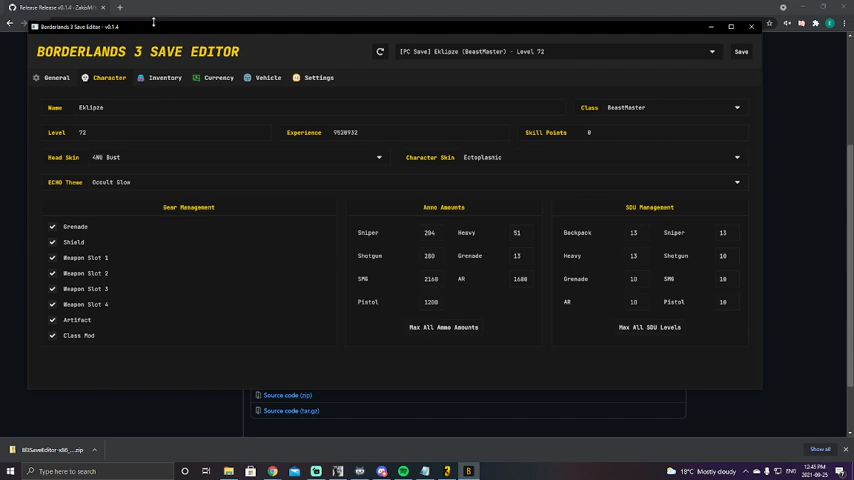 Release Release v0.1.4 · ZakisM/
Borderlands 3 Save Editor - v0.1.4
BORDERLANDS 3 SAVE EDITOR
[PC Save] Eklipze (BeastMaster) - Level 72
Save
General Character Inventory Currency Vehicle Settings
Name Eklipze Class BeastMaster
Level 72 Experience 9520932 Skill Points 0
Head Skin 4NU Bust Character Skin Ectoplasmic
ECHO Theme Occult Glow
Gear Management Ammo Amounts SDU Management
Grenade
Shield
Weapon Slot 1
Weapon Slot 2
Weapon Slot 3
Weapon Slot 4
Artifact
Class Mod
Sniper 204 Heavy 51
Shotgun 280 Grenade 13
SMG 2160 AR 1680
Pistol 1200
Max All Ammo Amounts
Backpack 13 Sniper 13
Heavy 13 Shotgun 10
Grenade 10 SMG 10
AR 10 Pistol 10
Max All SDU Levels
Source code (zip)
Source code (tar.gz)
Show all
Type here to search
18°C Mostly cloudy
ENG
12:45 PM
2021-09-25